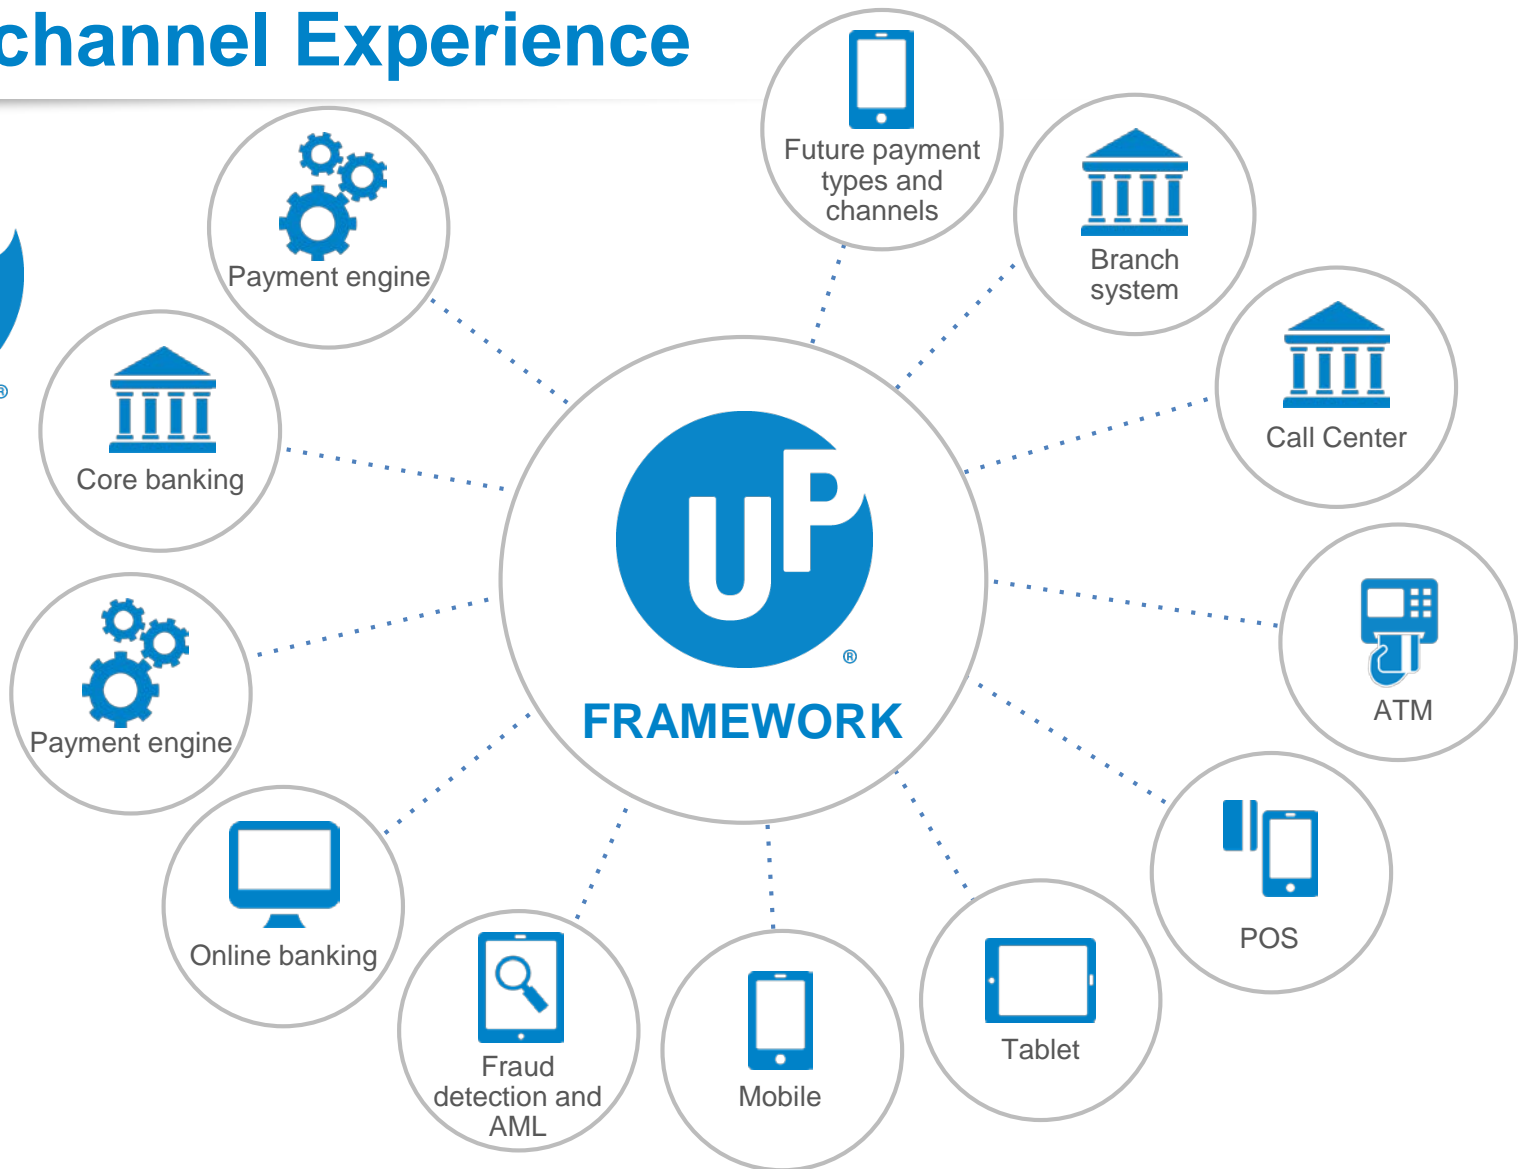 channel Experience
Future payment
types and
channels
Payment engine
Branch
system
Call Center
®
Core banking
UP
®
FRAMEWORK
ATM
Payment engine
POS
Online banking
Tablet
Fraud
detection and
AML
Mobile